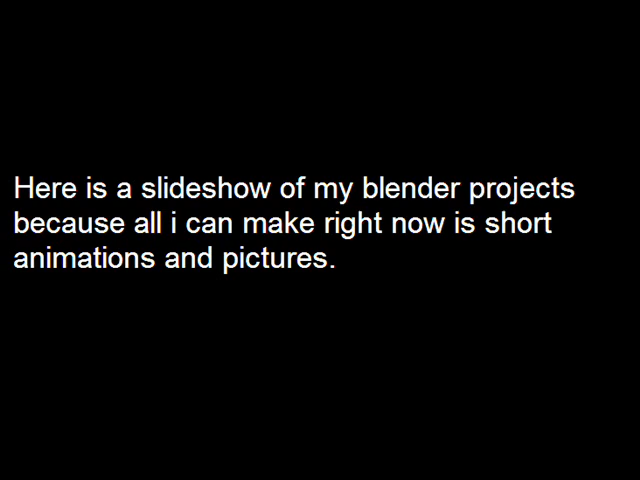 Here is a slideshow of my blender projects
because all i can make right now is short
animations and pictures.